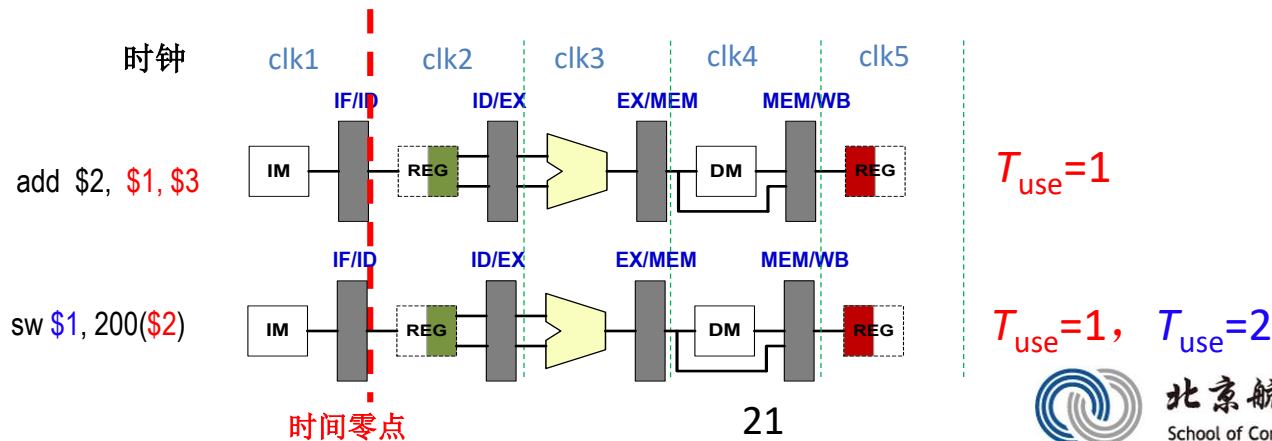 时钟 clk1 clk2 clk3 clk4 clk5
IF/ID ID/EX EX/MEM MEM/WB
add $2, $1, $3 IM REG DM REG Tuse=1
IF/ID ID/EX EX/MEM MEM/WB
sw $1, 200($2) IM REG DM REG Tuse=1， Tuse=2
时间零点 21
北京航
School of Con